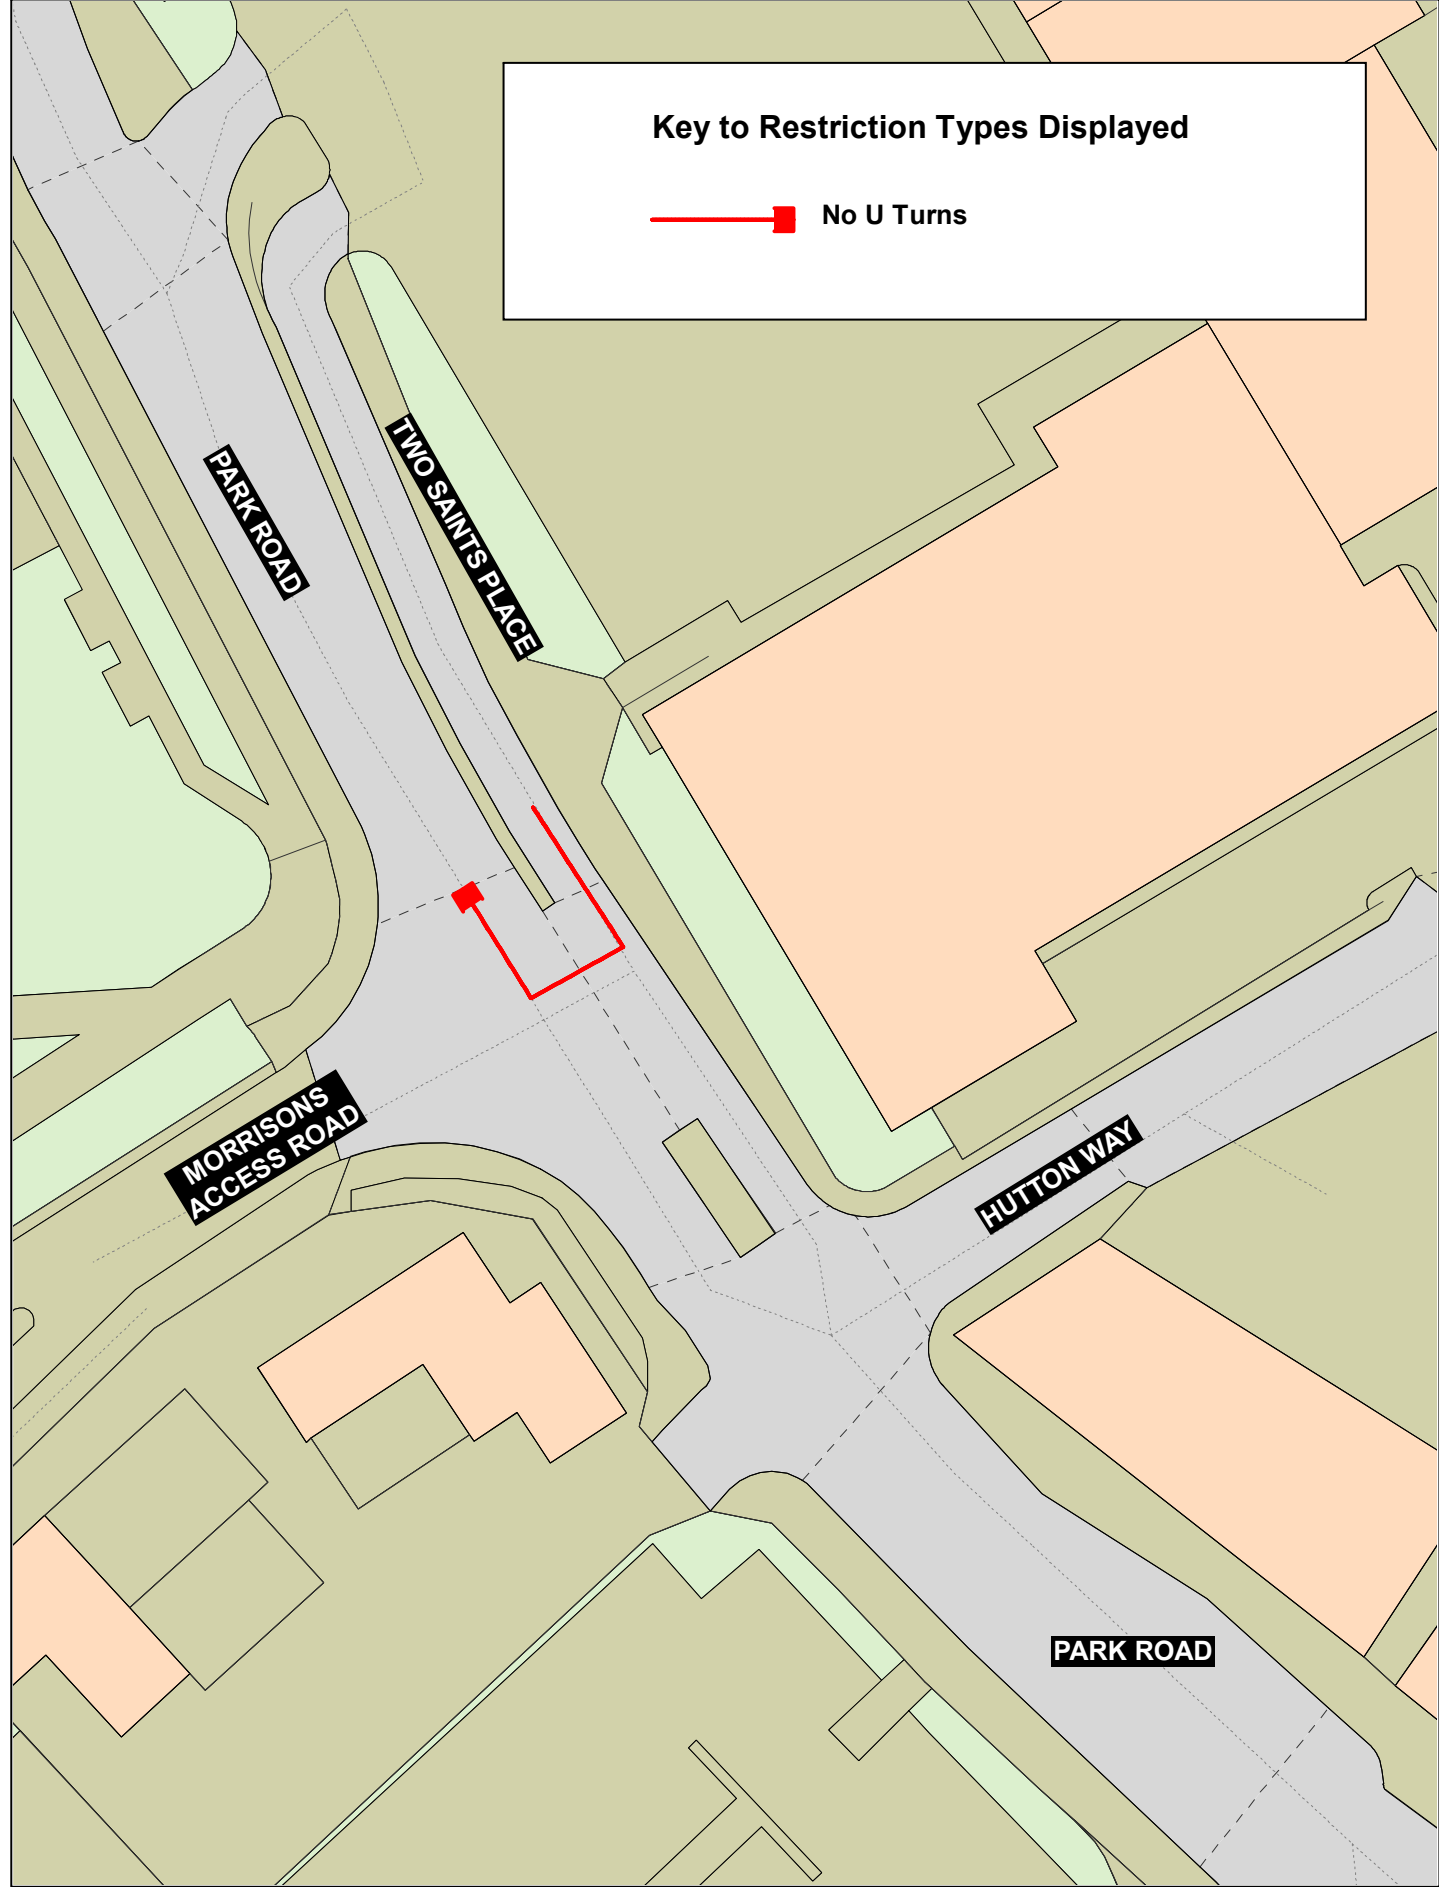 Key to Restriction Types Displayed
No U Turns
PARK ROAD
TWO SAINTS PLACE
MORRISONS
ACCESS ROAD
HUTTON WAY
PARK ROAD